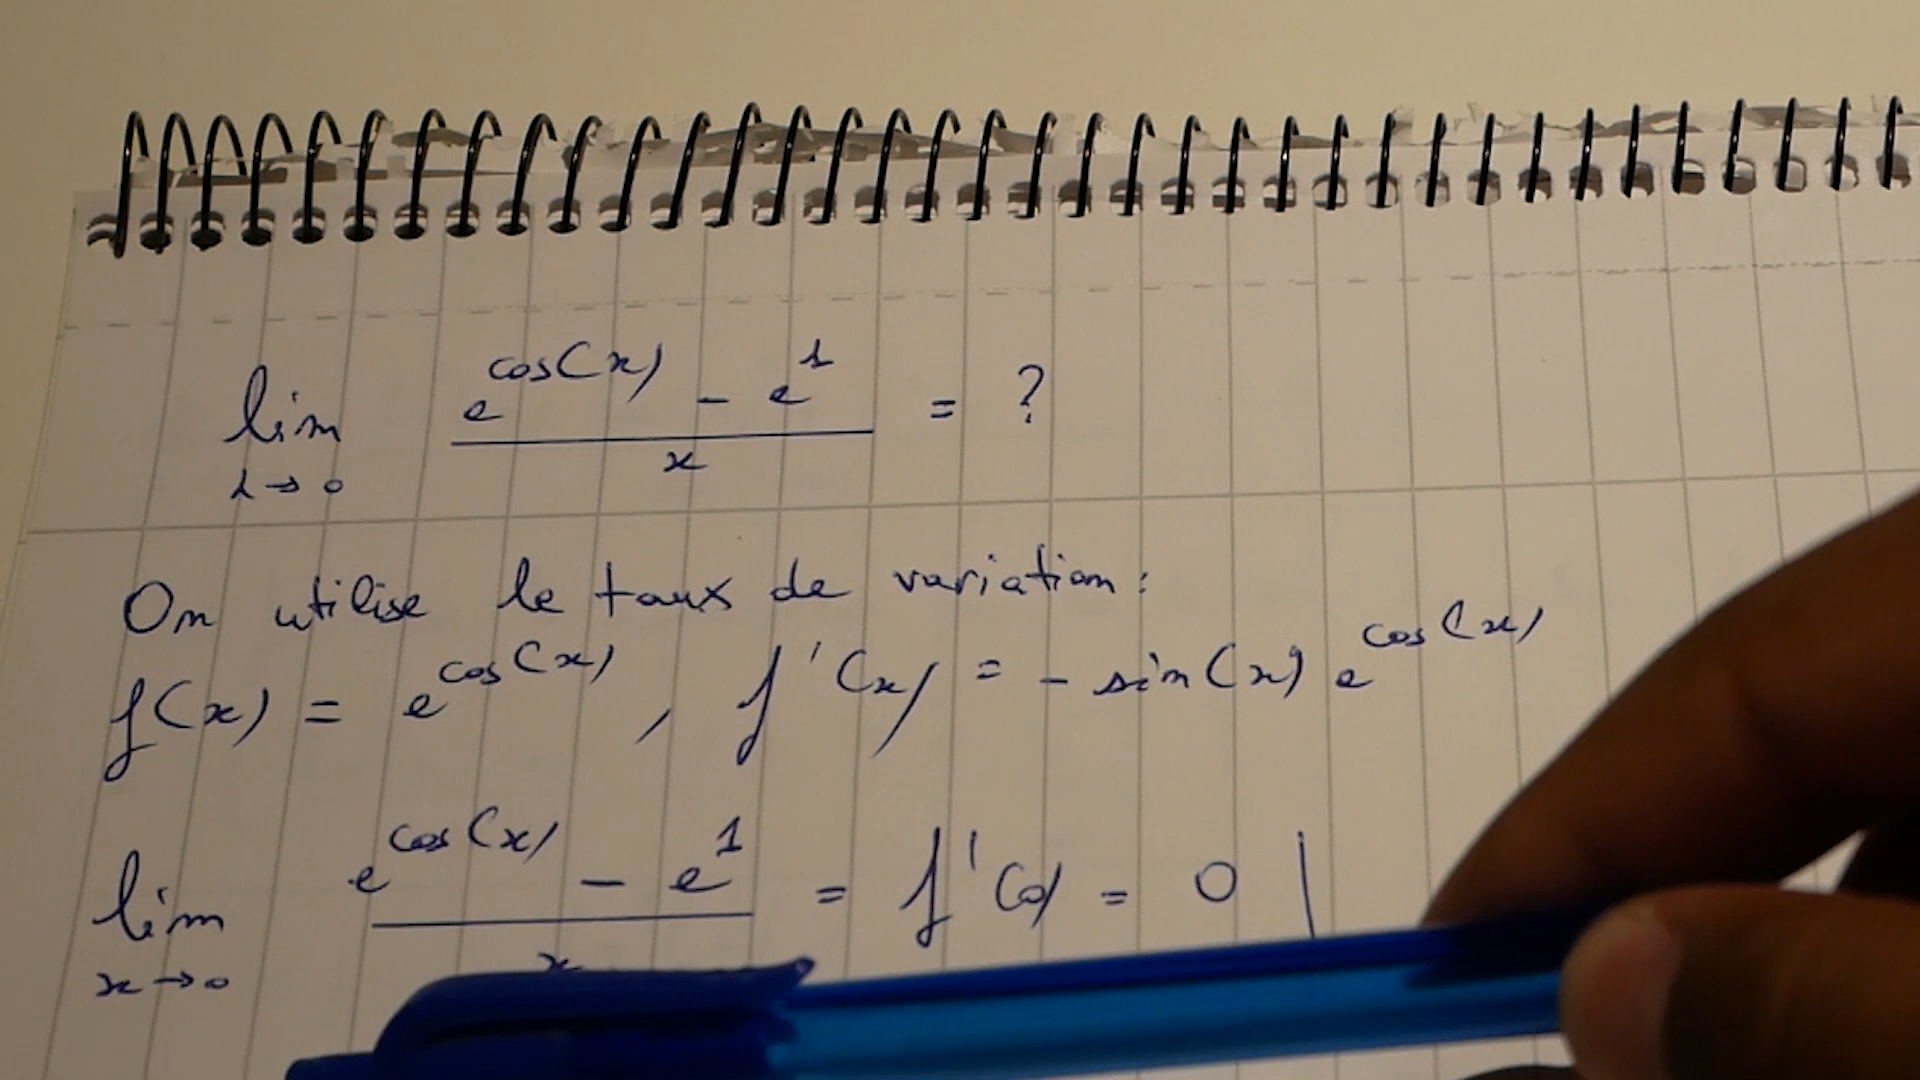 lim x→0 (e^cos(x) - e^1) / x = ?
On utilise le taux de variation:
f(x) = e^cos(x) , f'(x) = - sin(x) e^cos(x)
lim x→0 (e^cos(x) - e^1) / x = f'(0) = 0